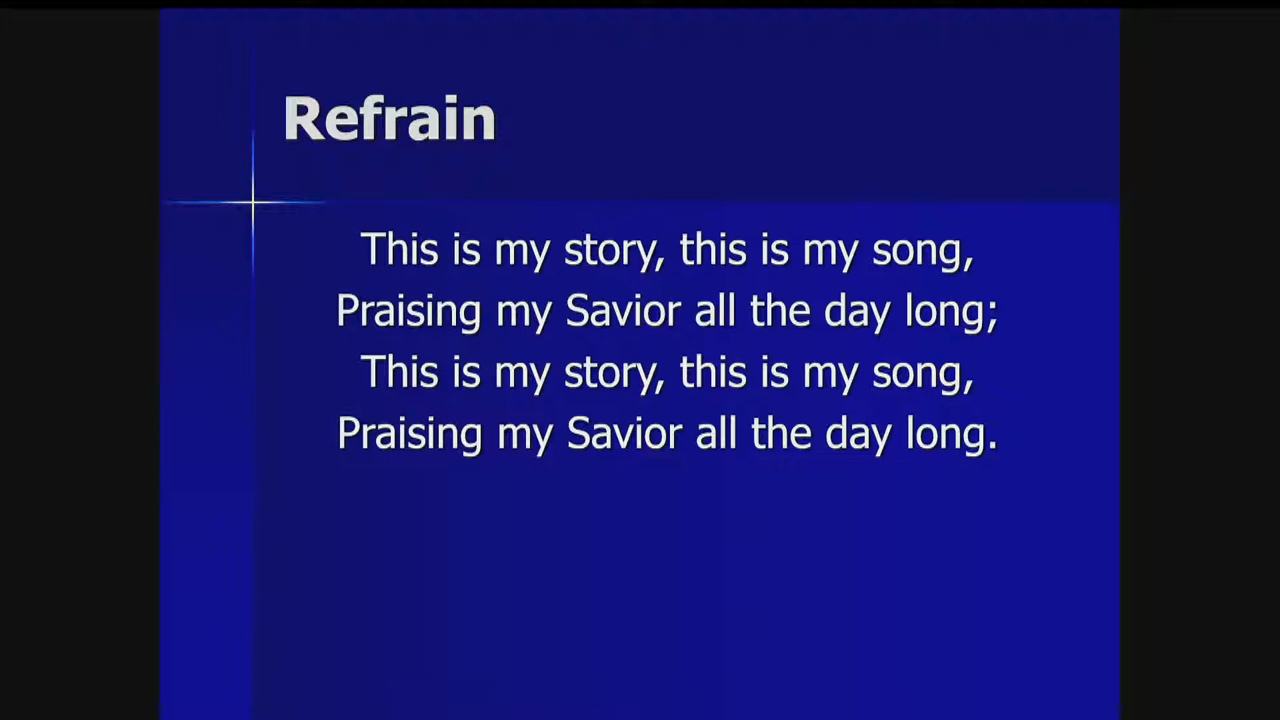 Refrain
This is my story, this is my song,
Praising my Savior all the day long;
This is my story, this is my song,
Praising my Savior all the day long.